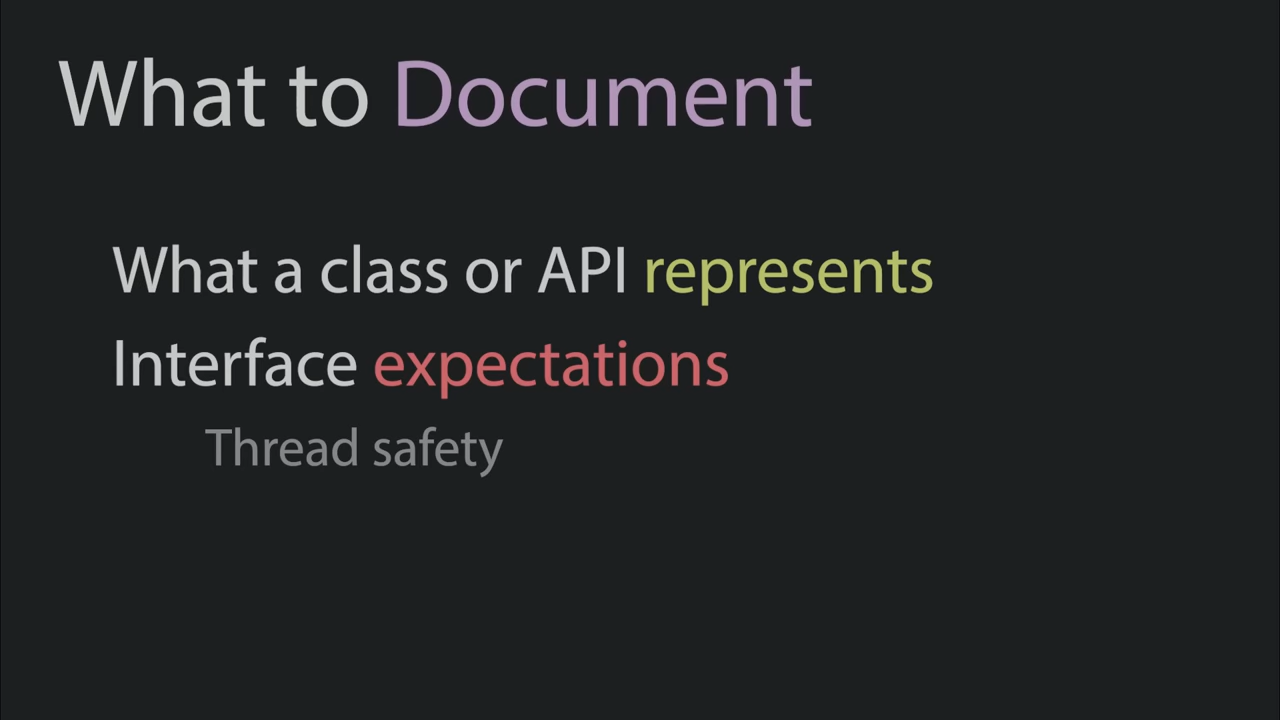 What to Document
What a class or API represents
Interface expectations
Thread safety